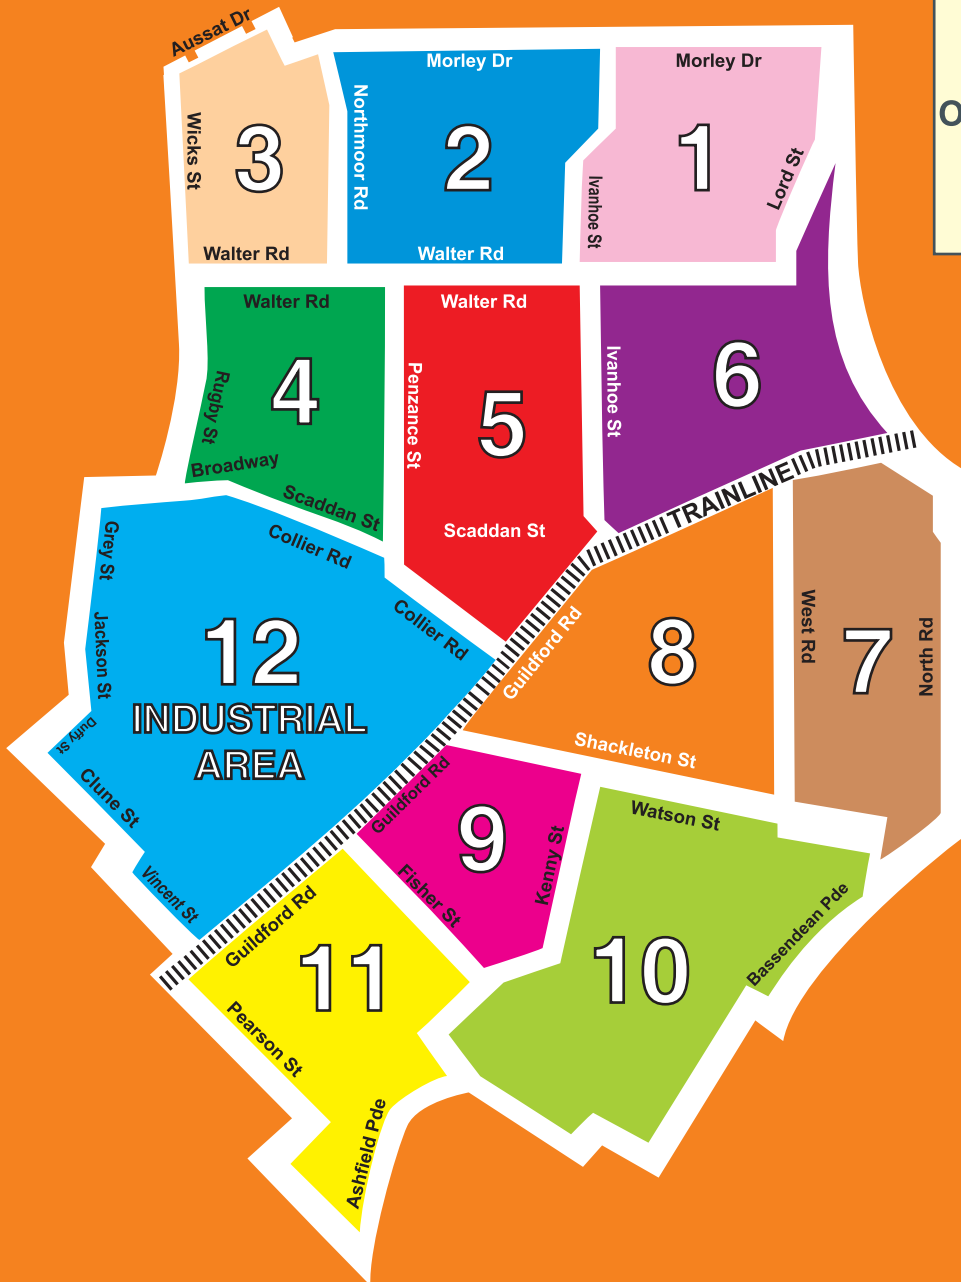 Aussat Dr
Wicks St
3
Walter Rd
Morley Dr
Northmoor Rd
2
Walter Rd
Morley Dr
1
Ivanhoe St
Lord St
O
Walter Rd
4
Rugby St
Broadway
Scaddan St
Walter Rd
Penzance St
5
Scaddan St
Ivanhoe St
6
TRAINLINE
Grey St
Collier Rd
Jackson St
Collier Rd
12
INDUSTRIAL
AREA
Duffy St
Clune St
Vincent St
Guildford Rd
8
Shackleton St
West Rd
7
North Rd
Guildford Rd
9
Fisher St
Kenny St
Watson St
10
Bassendean Pde
Guildford Rd
11
Pearson St
Ashfield Pde